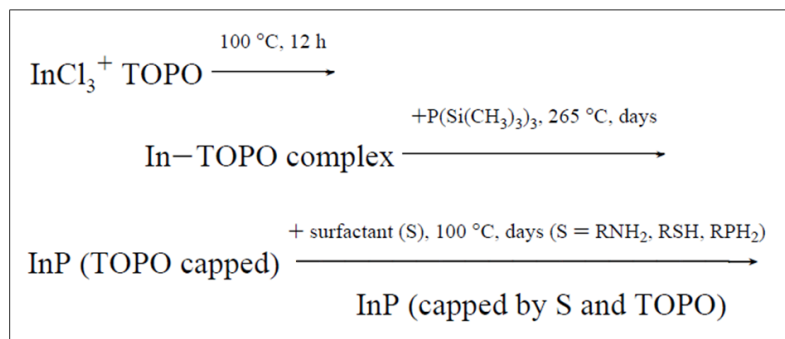 100 °C, 12 h
InCl₃⁺ TOPO
+P(Si(CH₃)₃)₃, 265 °C, days
In−TOPO complex
+ surfactant (S), 100 °C, days (S = RNH₂, RSH, RPH₂)
InP (TOPO capped)
InP (capped by S and TOPO)